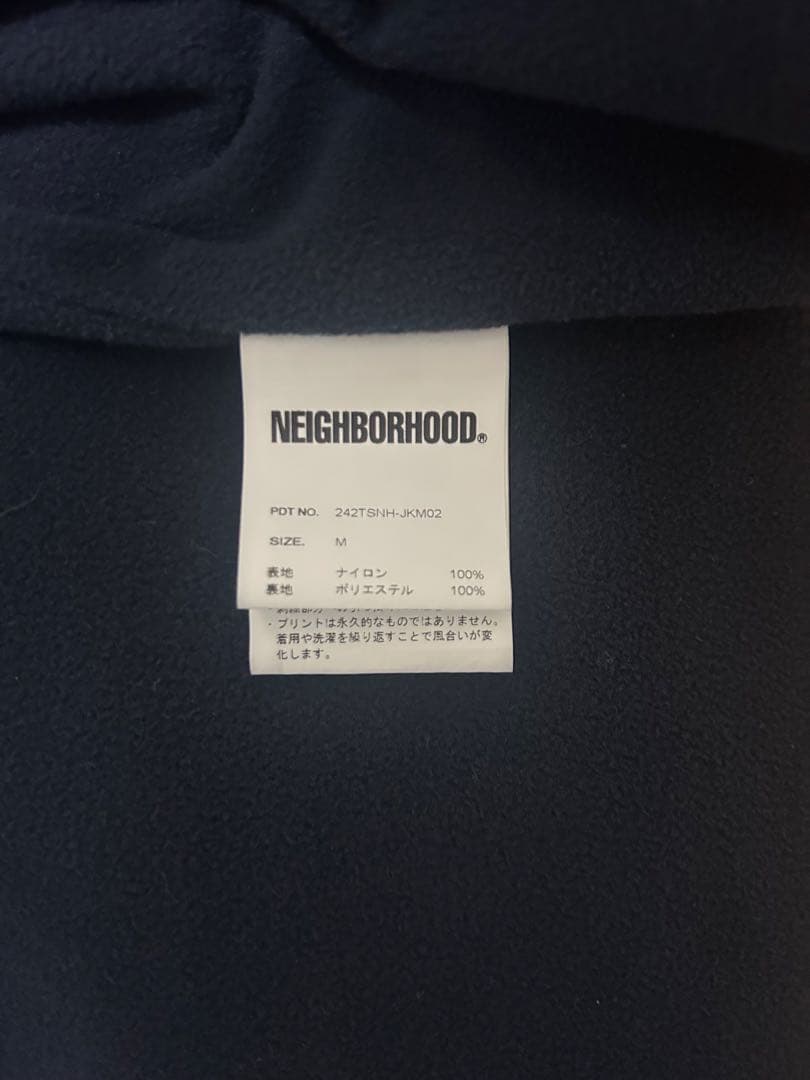 NEIGHBORHOOD®
PDT NO. 242TSNH-JKM02
SIZE. M
表地 ナイロン 100%
裏地 ポリエステル 100%
・プリントは永久的なものではありません。
着用や洗濯を繰り返すことで風合いが変
化します。